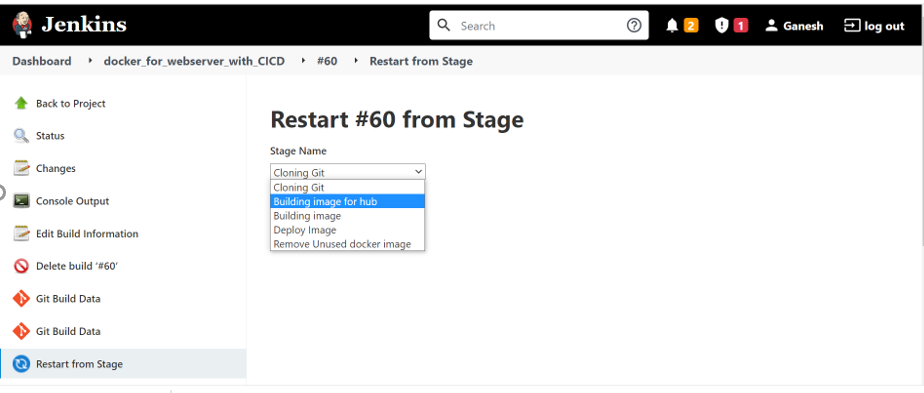 Jenkins
Search
2
1
Ganesh
log out
Dashboard
docker_for_webserver_with_CICD
#60
Restart from Stage
Back to Project
Status
Changes
Console Output
Edit Build Information
Delete build '#60'
Git Build Data
Git Build Data
Restart from Stage
Restart #60 from Stage
Stage Name
Cloning Git
Cloning Git
Building image for hub
Building image
Deploy Image
Remove Unused docker image